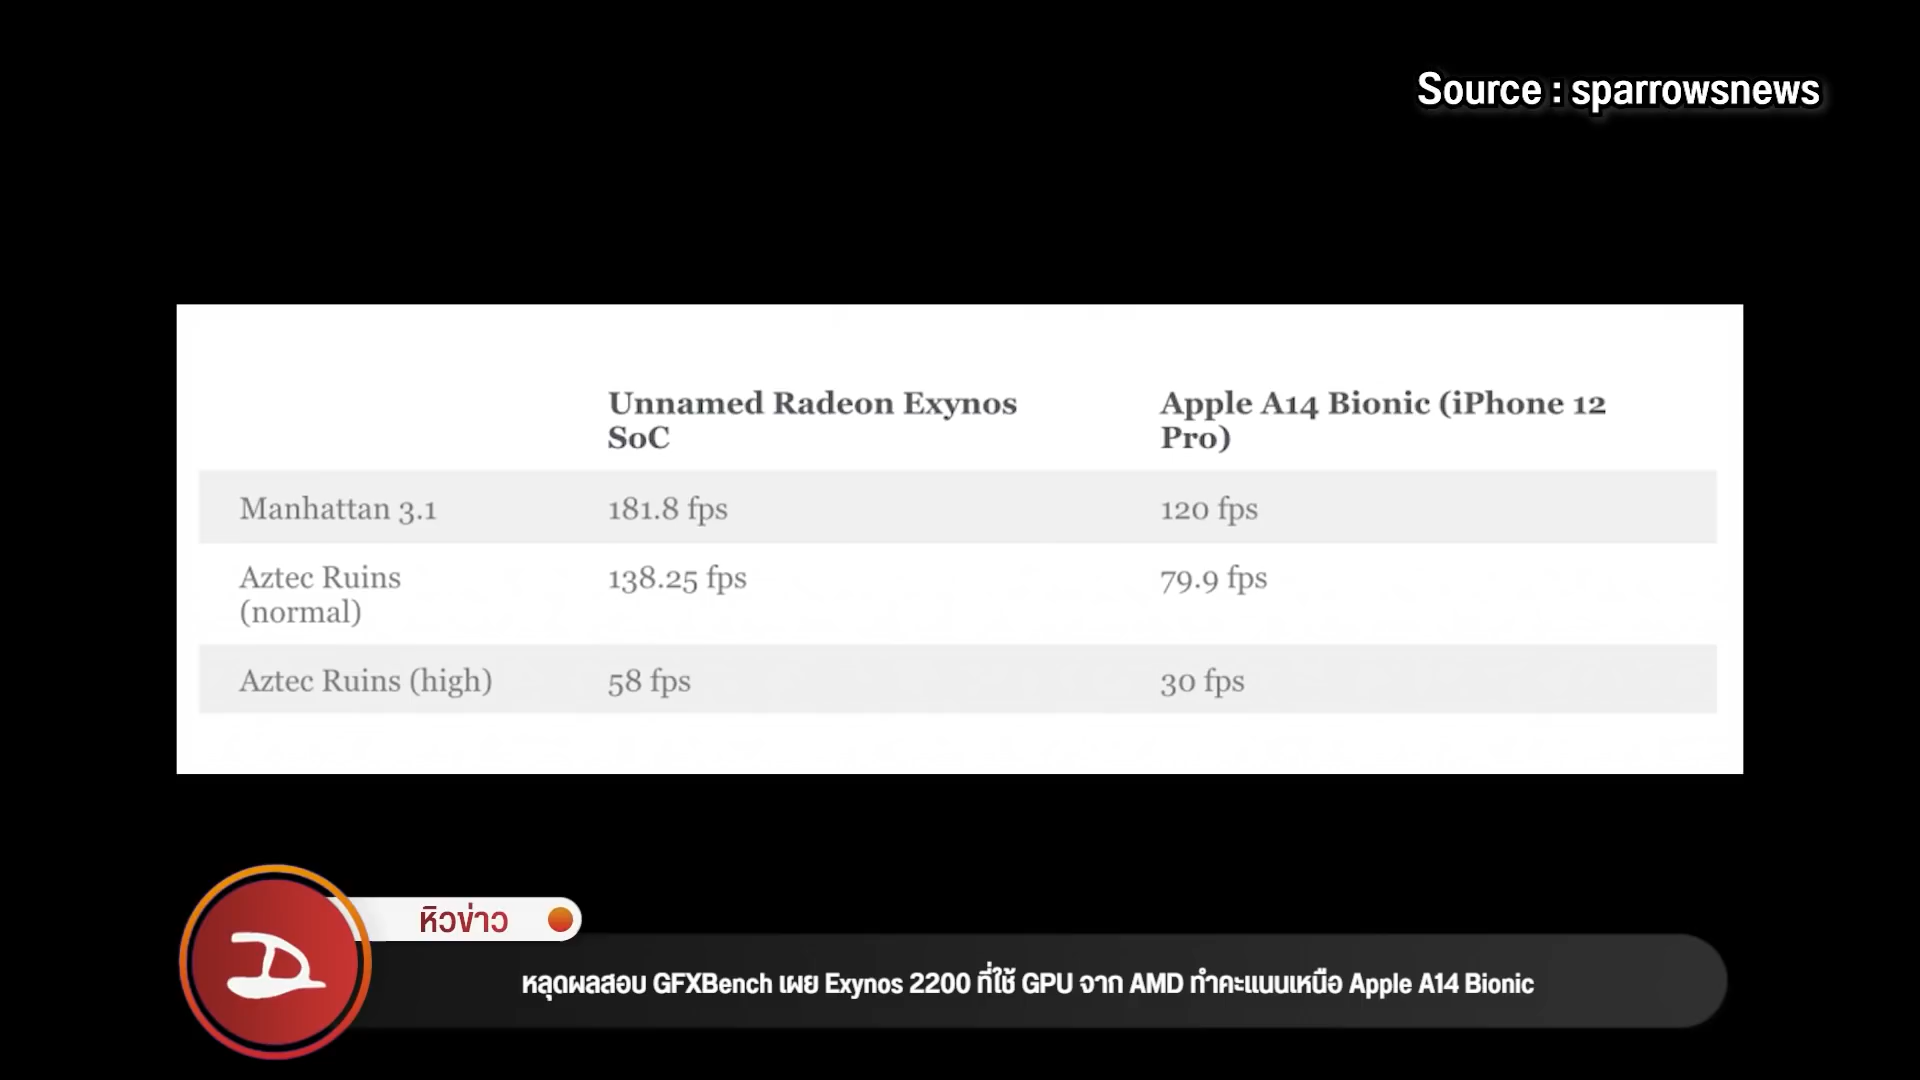 Source : sparrowsnews
Unnamed Radeon Exynos
SoC
Apple A14 Bionic (iPhone 12
Pro)
Manhattan 3.1
181.8 fps
120 fps
Aztec Ruins
(normal)
138.25 fps
79.9 fps
Aztec Ruins (high)
58 fps
30 fps
หิวข่าว
หลุดผลสอบ GFXBench เผย Exynos 2200 ที่ใช้ GPU จาก AMD ทำคะแนนเหนือ Apple A14 Bionic